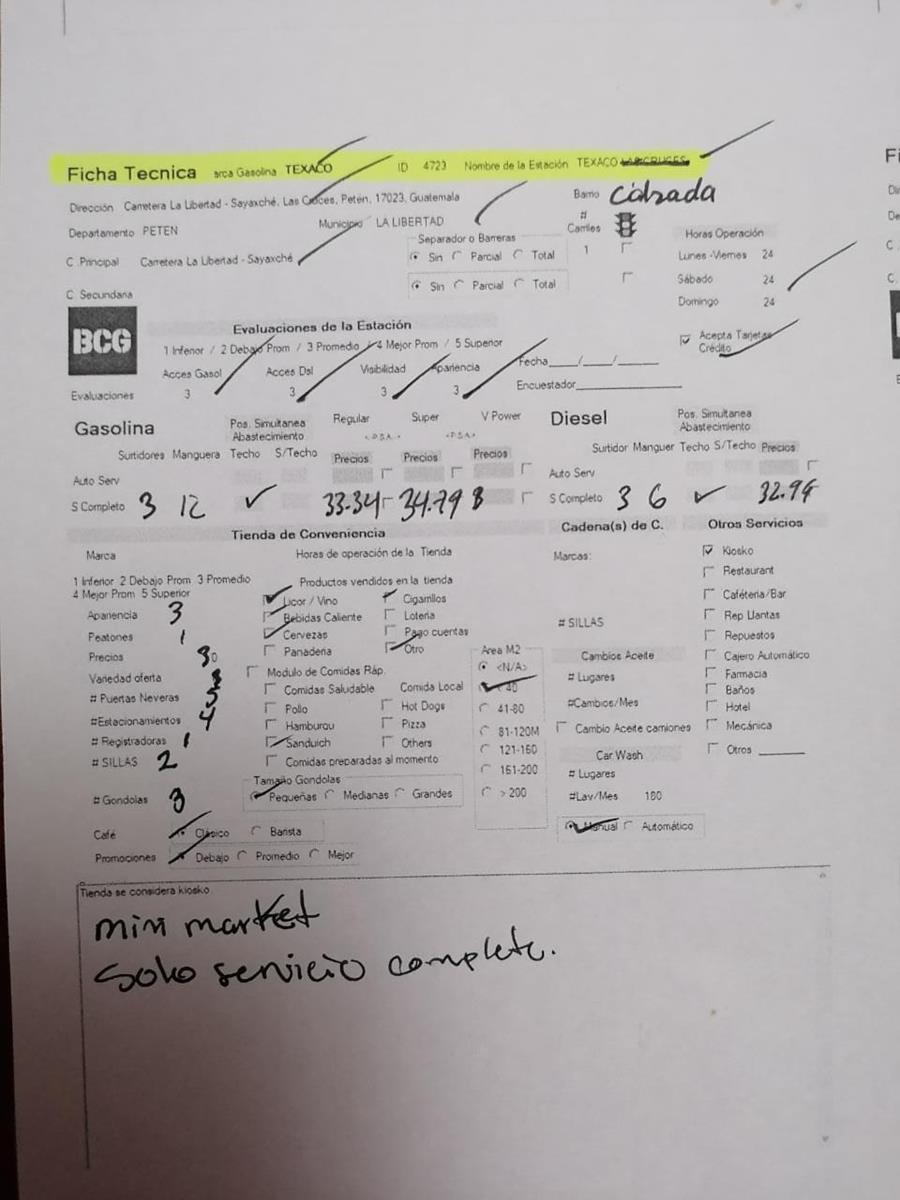 Ficha Tecnica arca Gasolina TEXACO ID 4723 Nombre de la Estación TEXACO LAS CRUCES
Dirección Carretera La Libertad - Sayaxché, Las Cruces, Petén, 17023, Guatemala Barrio Calzada
Departamento PETEN Municipio LA LIBERTAD # Carriles Horas Operación
Separador o Barreras
C .Principal Carretera La Libertad - Sayaxché Sin Parcial Total 1 Lunes -Viernes 24
Sábado 24
C. Secundaria Sin Parcial Total Domingo 24
BCG Evaluaciones de la Estación
1 Inferior / 2 Debajo Prom / 3 Promedio / 4 Mejor Prom / 5 Superior Acepta Tarjetas Crédito
Acces Gasol Acces Dsl Visibilidad Apariencia Fecha___/___/___
Evaluaciones 3 3 3 3 Encuestador
Gasolina Pos. Simultanea Abastecimiento Regular Super V Power Diesel Pos. Simultanea Abastecimiento
<P.S.A.> <P.S.A.>
Surtidores Manguera Techo S/Techo Precios Precios Precios Surtidor Manguer Techo S/Techo Precios
Auto Serv Auto Serv
S Completo 3 12 33.34 34.79 S Completo 3 6 32.94
Tienda de Conveniencia Cadena(s) de C. Otros Servicios
Marca Horas de operación de la Tienda Marcas: Kiosko
1 Inferior 2 Debajo Prom 3 Promedio Productos vendidos en la tienda Restaurant
4 Mejor Prom 5 Superior Licor / Vino Cigarrillos Caféteria/Bar
Apariencia 3 Bebidas Caliente Loteria # SILLAS Rep Llantas
Peatones 1 Cervezas Pago cuentas Repuestos
Precios 3 Panaderia Otro Area M2 Cambios Aceite Cajero Automático
Variedad oferta Modulo de Comidas Ráp. <N/A> # Lugares Farmacia
# Puertas Neveras 5 Comidas Saludable Comida Local < 40 Baños
Pollo Hot Dogs 41-80 #Cambios/Mes Hotel
#Estacionamientos 4 Hamburou Pizza 81-120M Cambio Aceite camiones Mecánica
# Registradoras 1 Sanduich Others 121-160 Car Wash Otros
# SILLAS 2 Comidas preparadas al momento 161-200 # Lugares
Tamaño Gondolas
# Gondolas 3 Pequeñas Medianas Grandes > 200 #Lav/Mes 180
Café Clásico Barista Manual Automático
Promociones Debajo Promedio Mejor
Tienda se considera kiosko
mini market
Solo servicio completo.